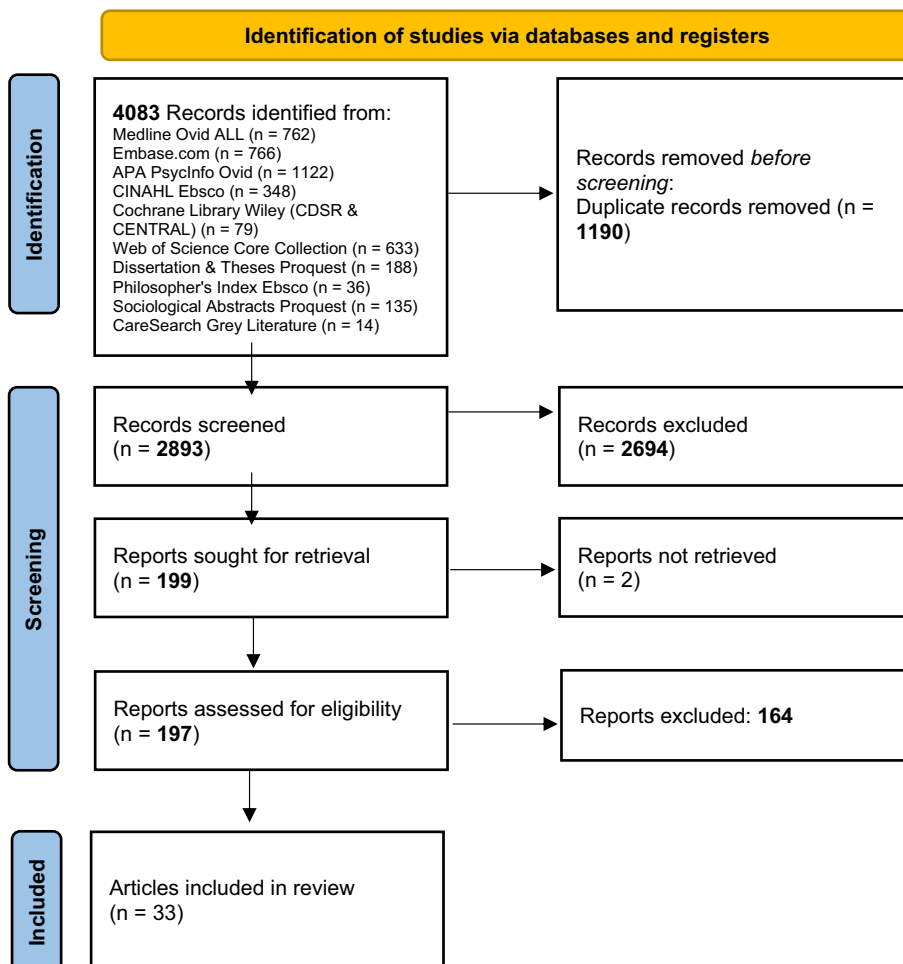 Identification of studies via databases and registers
Identification
4083 Records identified from:
Medline Ovid ALL (n = 762)
Embase.com (n = 766)
APA PsycInfo Ovid (n = 1122)
CINAHL Ebsco (n = 348)
Cochrane Library Wiley (CDSR &
CENTRAL) (n = 79)
Web of Science Core Collection (n = 633)
Dissertation & Theses Proquest (n = 188)
Philosopher's Index Ebsco (n = 36)
Sociological Abstracts Proquest (n = 135)
CareSearch Grey Literature (n = 14)
Records removed before
screening:
Duplicate records removed (n =
1190)
Screening
Records screened
(n = 2893)
Records excluded
(n = 2694)
Reports sought for retrieval
(n = 199)
Reports not retrieved
(n = 2)
Reports assessed for eligibility
(n = 197)
Reports excluded: 164
Included
Articles included in review
(n = 33)